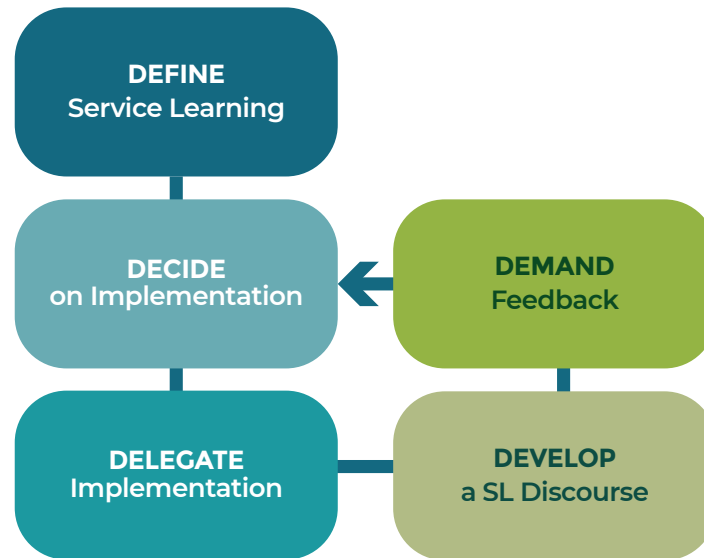 DEFINE
Service Learning
DECIDE
on Implementation
DEMAND
Feedback
DELEGATE
Implementation
DEVELOP
a SL Discourse